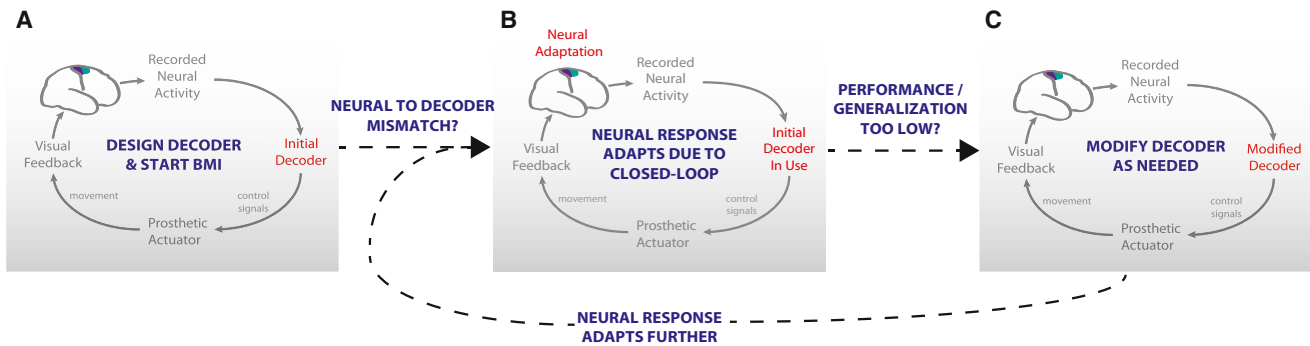 A
Recorded
Neural
Activity
DESIGN DECODER
& START BMI
Initial
Decoder
Visual
Feedback
movement
control
signals
Prosthetic
Actuator
NEURAL TO DECODER
MISMATCH?
B
Neural
Adaptation
Recorded
Neural
Activity
NEURAL RESPONSE
ADAPTS DUE TO
CLOSED-LOOP
Initial
Decoder
In Use
Visual
Feedback
movement
control
signals
Prosthetic
Actuator
PERFORMANCE /
GENERALIZATION
TOO LOW?
C
Recorded
Neural
Activity
MODIFY DECODER
AS NEEDED
Modified
Decoder
Visual
Feedback
movement
control
signals
Prosthetic
Actuator
NEURAL RESPONSE
ADAPTS FURTHER